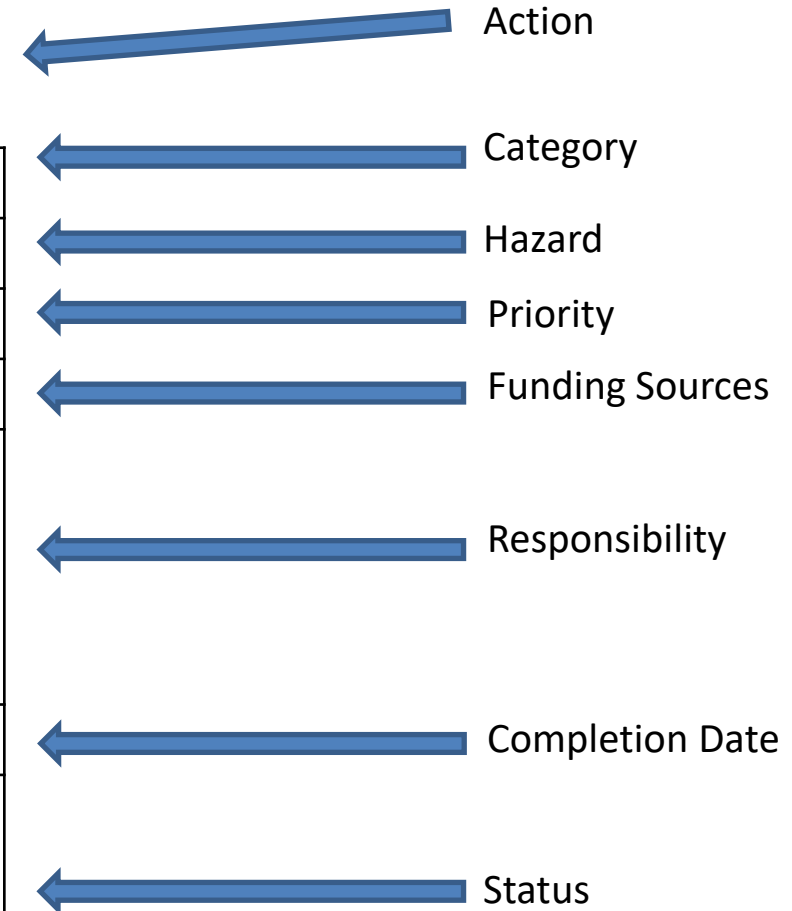 Action
Category
Hazard
Priority
Funding Sources
Responsibility
Completion Date
Status